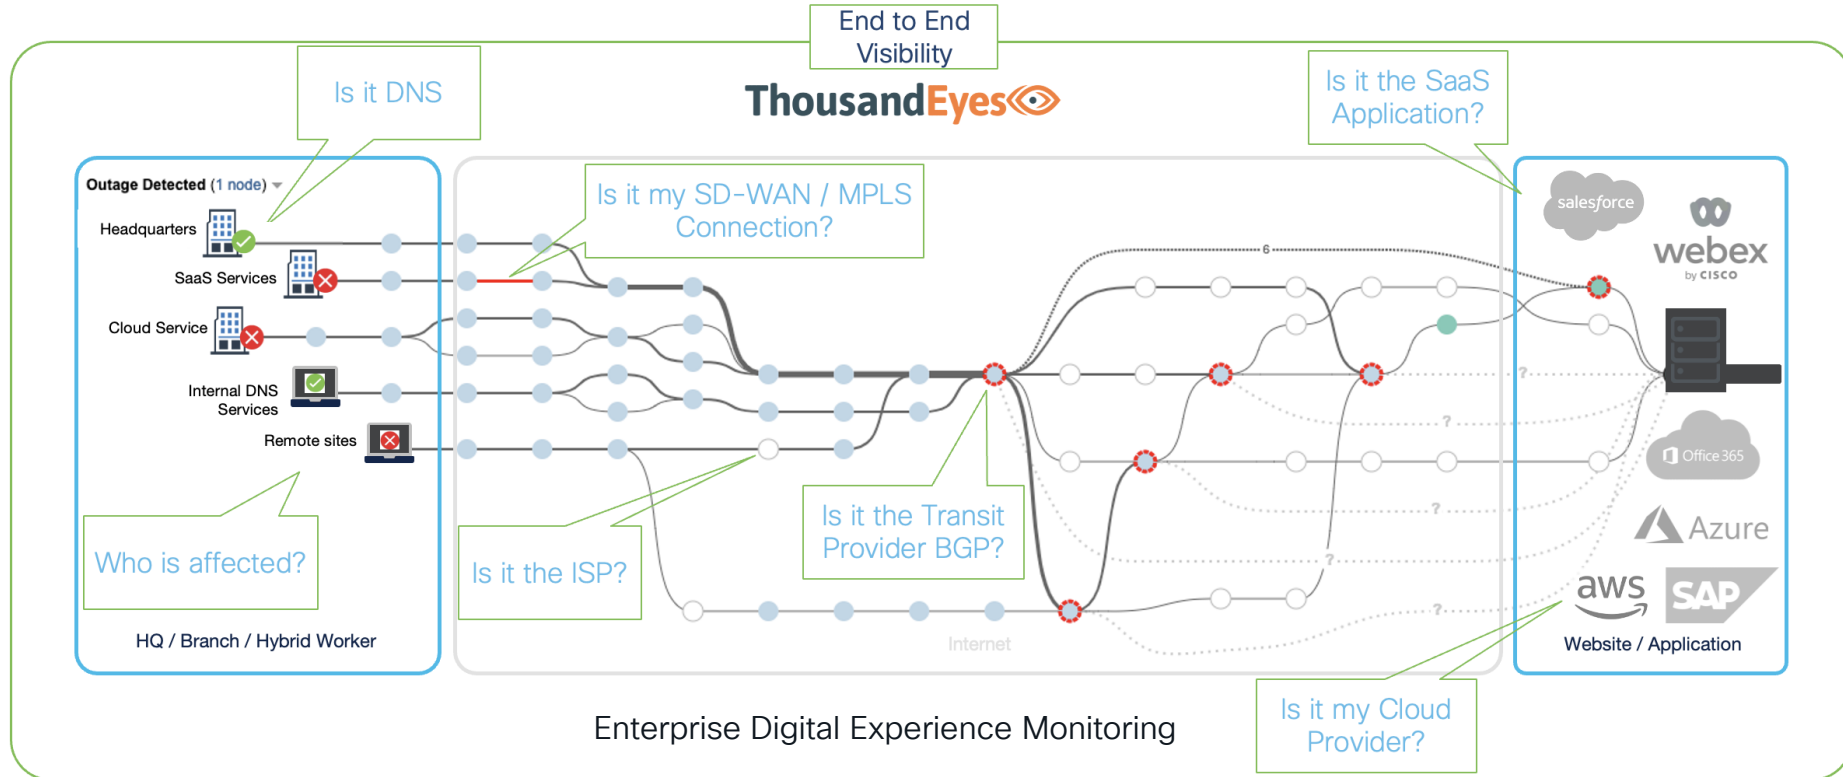 End to End
Visibility
ThousandEyes
Is it DNS
Is it the SaaS
Application?
Outage Detected (1 node)
Is it my SD-WAN / MPLS
Connection?
Headquarters
SaaS Services
Cloud Service
Internal DNS
Services
Remote sites
Who is affected?
HQ / Branch / Hybrid Worker
Is it the ISP?
Is it the Transit
Provider BGP?
6
?
?
?
?
?
Internet
salesforce
webex
by CISCO
Office 365
Azure
aws
SAP
Website / Application
Is it my Cloud
Provider?
Enterprise Digital Experience Monitoring